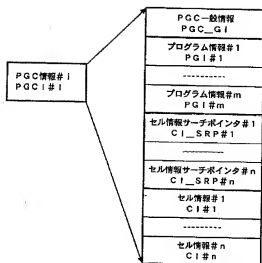 PGC情報#i
PGCI#i
PGC一般情報
PGC_GI
プログラム情報#1
PGI#1
----------
プログラム情報#m
PGI#m
セル情報サーチポインタ#1
CI_SRP#1
----------
セル情報サーチポインタ#n
CI_SRP#n
セル情報#1
CI#1
----------
セル情報#n
CI#n